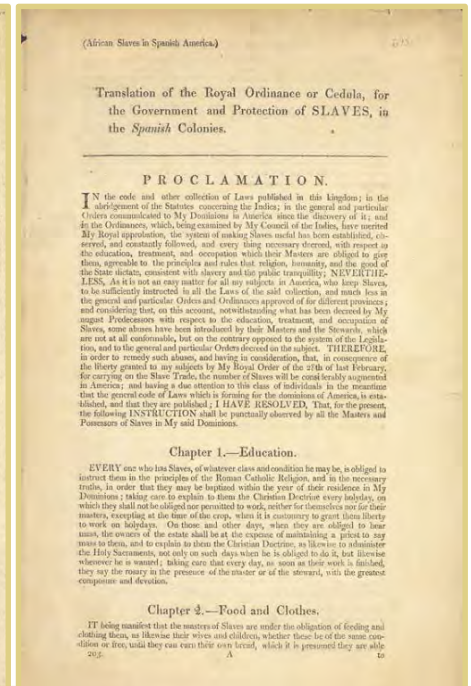 (African Slaves in Spanish America.)
Translation of the Royal Ordinance or Cedula, for
the Government and Protection of SLAVES, in
the Spanish Colonies.
PROCLAMATION.
IN the code and other collection of Laws published in this kingdom; in the
abridgement of the Statutes concerning the Indies; in the general and particular
Orders communicated to My Dominions in America since the discovery of it; and
in the Ordinances, which, being examined by My Council of the Indies, have merited
My Royal approbation, the system of making Slaves useful has been established, ob-
served, and constantly followed, and every thing necessary decreed, with respect to
the education, treatment, and occupation which their Masters are obliged to give
them, agreeable to the principles and rules that religion, humanity, and the good of
the State dictate, consistent with slavery and the public tranquillity; NEVERTHE-
LESS, As it is not an easy matter for all my subjects in America, who keep Slaves,
to be sufficiently instructed in all the Laws of the said collection, and much less in
the general and particular Orders and Ordinances approved of for different provinces;
and considering that, on this account, notwithstanding what has been decreed by My
august Predecessors with respect to the education, treatment, and occupation of
Slaves, some abuses have been introduced by their Masters and the Stewards, which
are not at all conformable, but on the contrary opposite to the system of the Legisla-
tion, and to the general and particular Orders decreed on the subject. THEREFORE,
in order to remedy such abuses, and having in consideration, that, in consequence of
the liberty granted to my subjects by My Royal Order of the 27th of last February,
for carrying on the Slave Trade, the number of Slaves will be considerably augmented
in America; and having a due attention to this class of individuals in the meantime
that the general code of Laws which is forming for the dominions of America, is esta-
blished, and that they are published; I HAVE RESOLVED, That, for the present,
the following INSTRUCTION shall be punctually observed by all the Masters and
Possessors of Slaves in My said Dominions.
Chapter 1.—Education.
EVERY one who has Slaves, of whatever class and condition he may be, is obliged to
instruct them in the principles of the Roman Catholic Religion, and in the necessary
truths, in order that they may be baptized within the year of their residence in My
Dominions; taking care to explain to them the Christian Doctrine every holyday, on
which they shall not be obliged nor permitted to work, neither for themselves nor for their
masters, excepting at the time of the crop, when it is customary to grant them liberty
to work on holydays. On those and other days, when they are obliged to hear
mass, the owners of the estate shall be at the expense of maintaining a priest to say
mass to them, and to explain to them the Christian Doctrine, as likewise to administer
the Holy Sacraments, not only on such days when he is obliged to do it, but likewise
whenever he is wanted; taking care that every day, as soon as their work is finished,
they say the rosary in the presence of the master or of the steward, with the greatest
composure and devotion.
Chapter 2.—Food and Clothes.
IT being manifest that the masters of Slaves are under the obligation of feeding and
clothing them, as likewise their wives and children, whether these be of the same con-
dition or free, until they can earn their own bread, which it is presumed they are able
205. A to